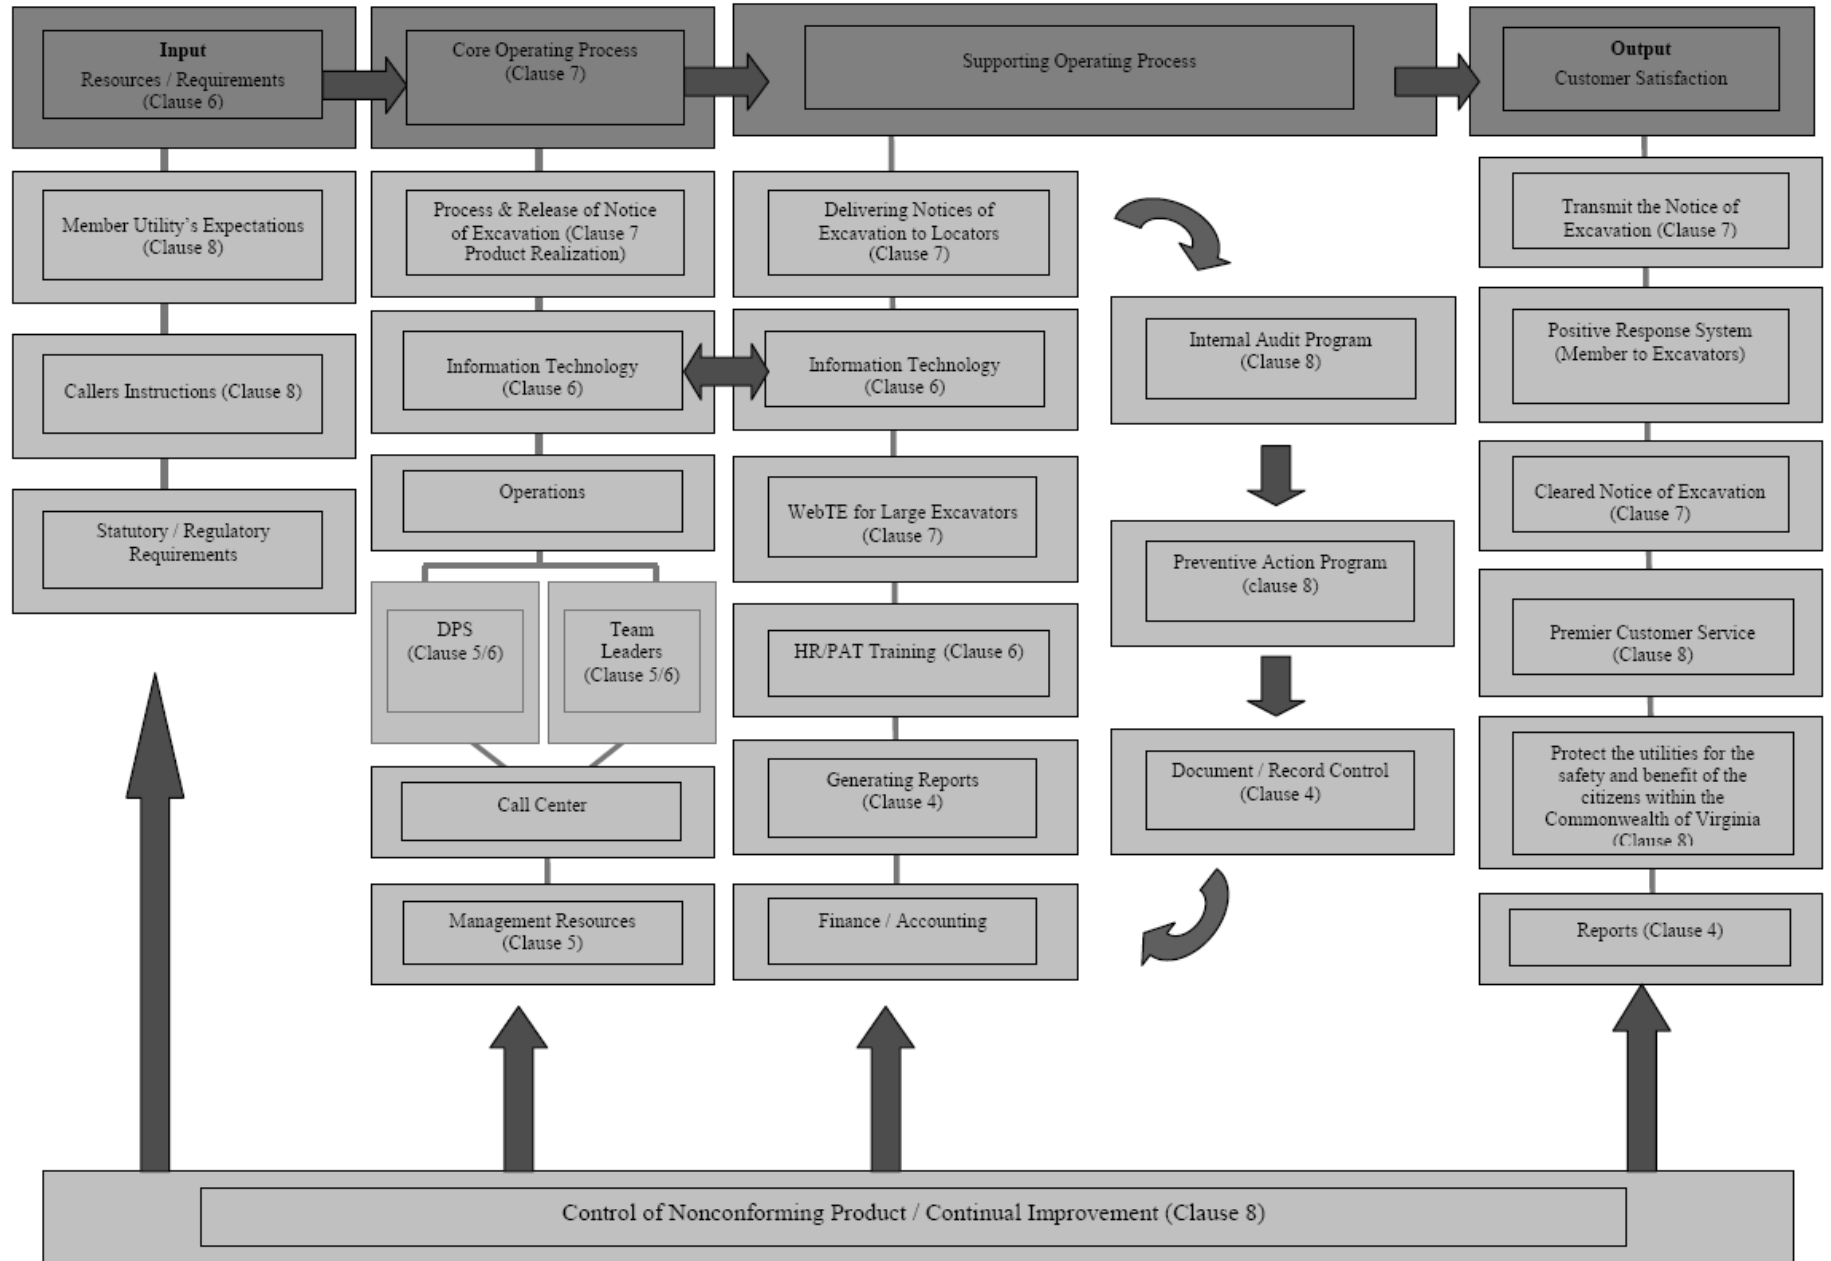 Input
Resources / Requirements
(Clause 6)
Core Operating Process
(Clause 7)
Supporting Operating Process
Output
Customer Satisfaction
Member Utility's Expectations
(Clause 8)
Callers Instructions (Clause 8)
Statutory / Regulatory
Requirements
Process & Release of Notice
of Excavation (Clause 7
Product Realization)
Information Technology
(Clause 6)
Operations
DPS
(Clause 5/6)
Team
Leaders
(Clause 5/6)
Call Center
Management Resources
(Clause 5)
Delivering Notices of
Excavation to Locators
(Clause 7)
Information Technology
(Clause 6)
WebTE for Large Excavators
(Clause 7)
HR/PAT Training (Clause 6)
Generating Reports
(Clause 4)
Finance / Accounting
Internal Audit Program
(Clause 8)
Preventive Action Program
(clause 8)
Document / Record Control
(Clause 4)
Transmit the Notice of
Excavation (Clause 7)
Positive Response System
(Member to Excavators)
Cleared Notice of Excavation
(Clause 7)
Premier Customer Service
(Clause 8)
Protect the utilities for the
safety and benefit of the
citizens within the
Commonwealth of Virginia
(Clause 8)
Reports (Clause 4)
Control of Nonconforming Product / Continual Improvement (Clause 8)